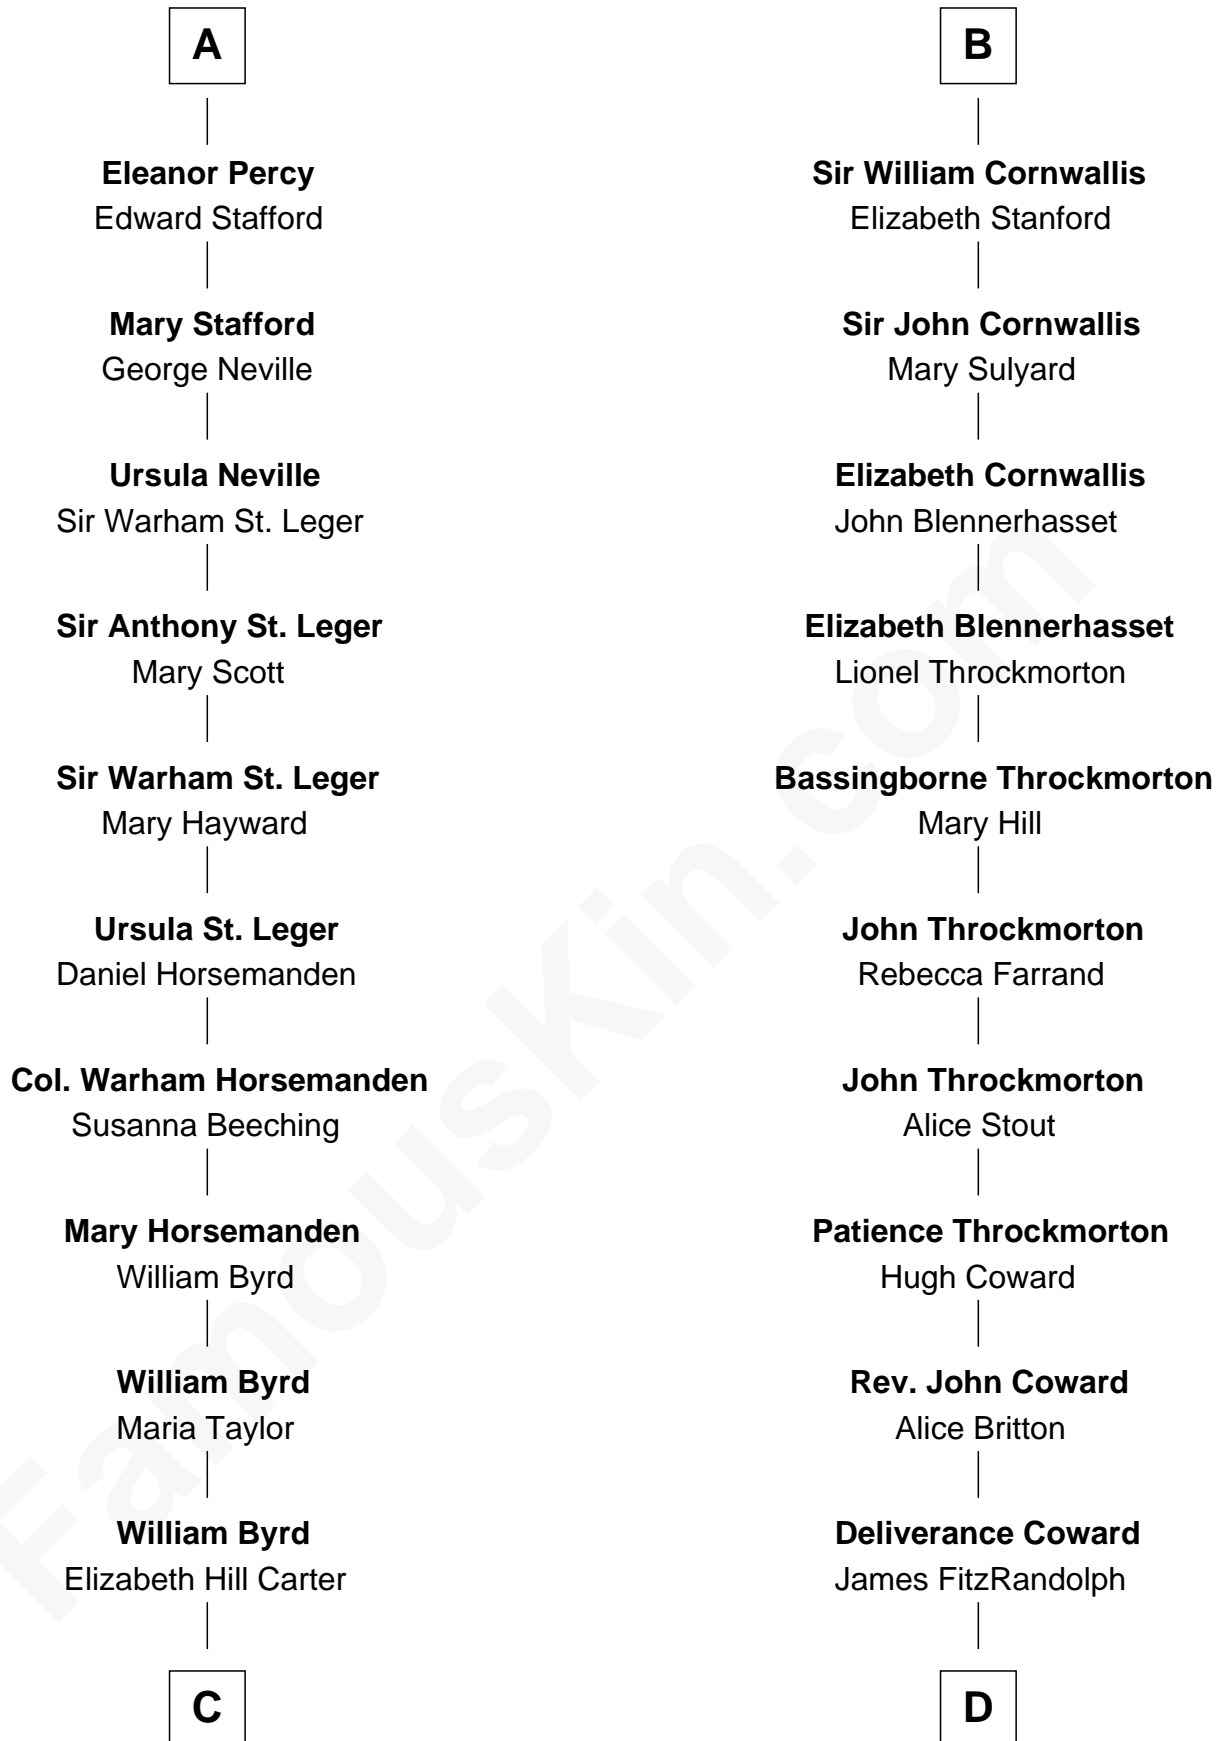 A
Eleanor Percy
Edward Stafford
Mary Stafford
George Neville
Ursula Neville
Sir Warham St. Leger
Sir Anthony St. Leger
Mary Scott
Sir Warham St. Leger
Mary Hayward
Ursula St. Leger
Daniel Horsemanden
Col. Warham Horsemanden
Susanna Beeching
Mary Horsemanden
William Byrd
William Byrd
Maria Taylor
William Byrd
Elizabeth Hill Carter
C
B
Sir William Cornwallis
Elizabeth Stanford
Sir John Cornwallis
Mary Sulyard
Elizabeth Cornwallis
John Blennerhasset
Elizabeth Blennerhasset
Lionel Throckmorton
Bassingborne Throckmorton
Mary Hill
John Throckmorton
Rebecca Farrand
John Throckmorton
Alice Stout
Patience Throckmorton
Hugh Coward
Rev. John Coward
Alice Britton
Deliverance Coward
James FitzRandolph
D
FamousKin.com